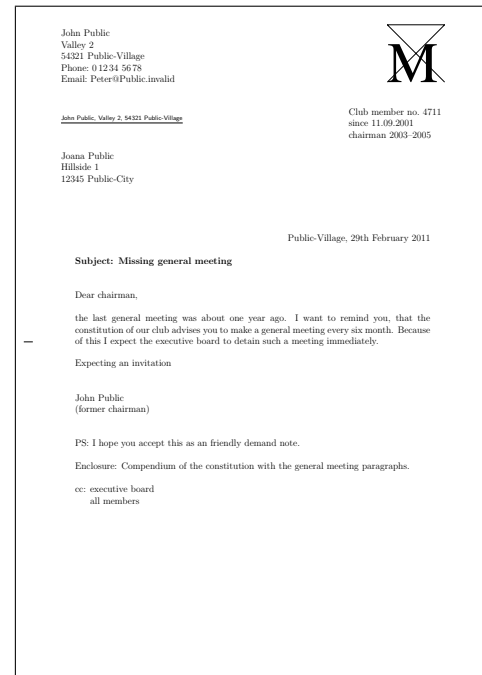 John Public
Valley 2
54321 Public-Village
Phone: 0 12 34 56 78
Email: Peter@Public.invalid
M
John Public, Valley 2, 54321 Public-Village
Club member no. 4711
since 11.09.2001
chairman 2003–2005
Joana Public
Hillside 1
12345 Public-City
Public-Village, 29th February 2011
Subject: Missing general meeting
Dear chairman,
the last general meeting was about one year ago. I want to remind you, that the
constitution of our club advises you to make a general meeting every six month. Because
of this I expect the executive board to detain such a meeting immediately.
Expecting an invitation
John Public
(former chairman)
PS: I hope you accept this as an friendly demand note.
Enclosure: Compendium of the constitution with the general meeting paragraphs.
cc: executive board
all members